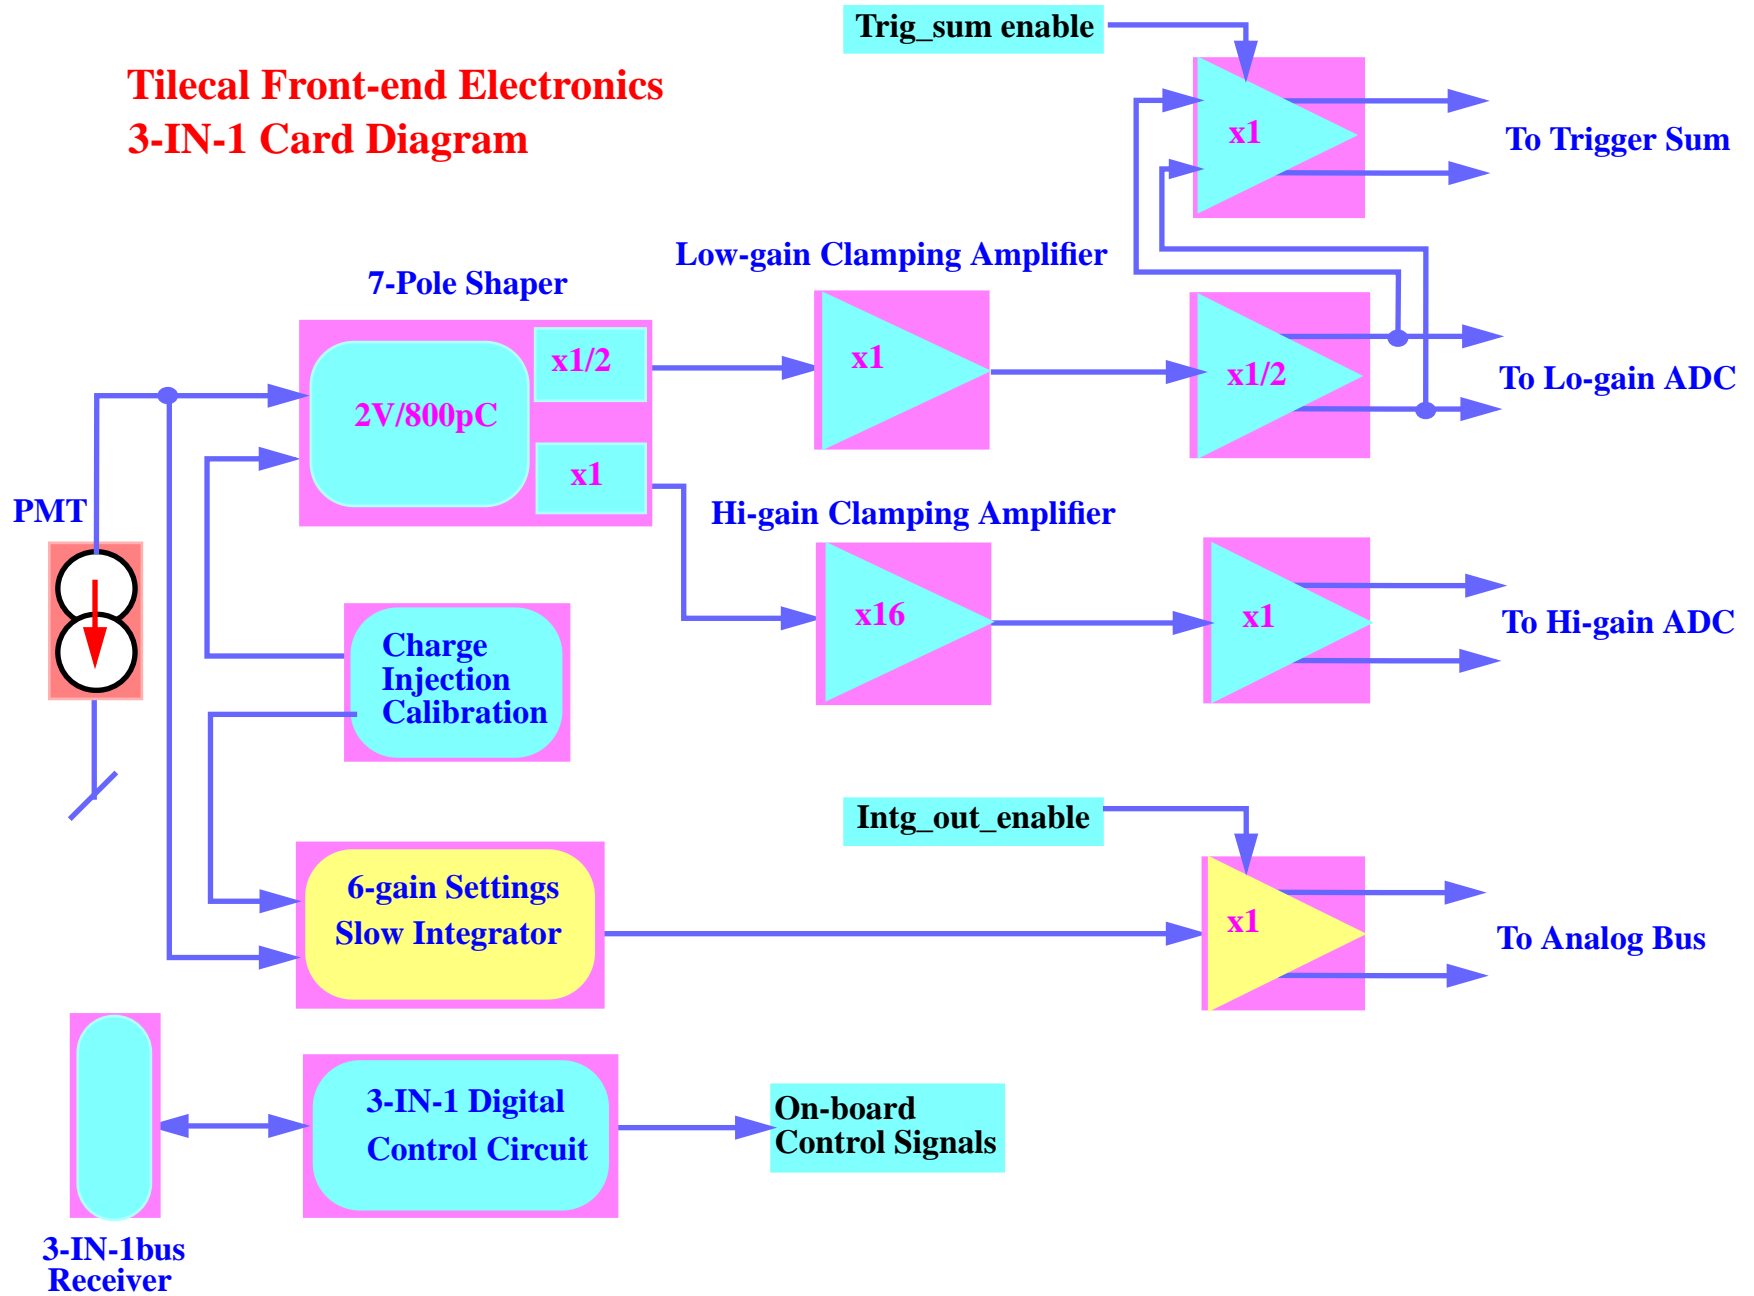 Trig_sum enable
Tilecal Front-end Electronics
3-IN-1 Card Diagram
x1
To Trigger Sum
Low-gain Clamping Amplifier
7-Pole Shaper
x1/2
x1
x1/2
To Lo-gain ADC
2V/800pC
x1
PMT
Hi-gain Clamping Amplifier
x16
x1
To Hi-gain ADC
Charge
Injection
Calibration
Intg_out_enable
6-gain Settings
Slow Integrator
x1
To Analog Bus
3-IN-1 Digital
Control Circuit
On-board
Control Signals
3-IN-1bus
Receiver